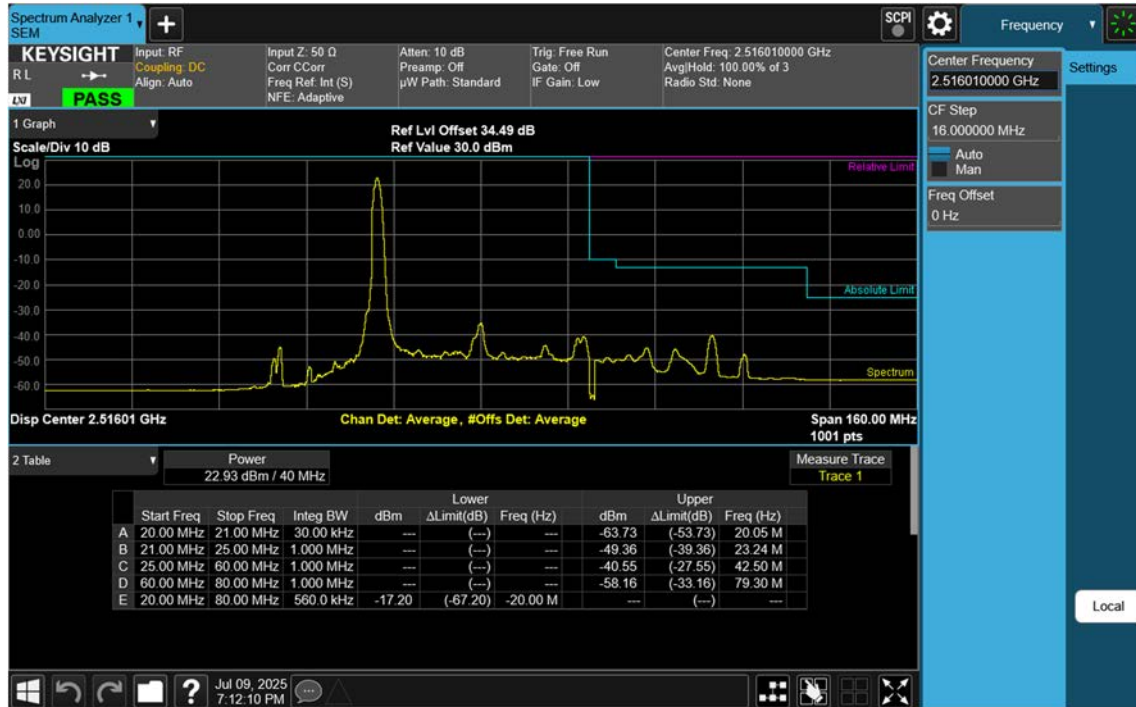 Spectrum Analyzer 1
SEM
+
SCPI
Frequency
KEYSIGHT
R L
LXI
PASS
Input: RF
Coupling: DC
Align: Auto
Input Z: 50 Ω
Corr CCorr
Freq Ref: Int (S)
NFE: Adaptive
Atten: 10 dB
Preamp: Off
µW Path: Standard
Trig: Free Run
Gate: Off
IF Gain: Low
Center Freq: 2.516010000 GHz
Avg|Hold: 100.00% of 3
Radio Std: None
Center Frequency
2.516010000 GHz
Settings
CF Step
16.000000 MHz
Auto
Man
Freq Offset
0 Hz
1 Graph
Scale/Div 10 dB
Ref Lvl Offset 34.49 dB
Ref Value 30.0 dBm
Log
Relative Limit
20.0
10.0
0.00
-10.0
-20.0
Absolute Limit
-30.0
-40.0
-50.0
Spectrum
-60.0
Disp Center 2.51601 GHz
Chan Det: Average, #Offs Det: Average
Span 160.00 MHz
1001 pts
2 Table
Power
22.93 dBm / 40 MHz
Measure Trace
Trace 1
Lower Upper
Start Freq Stop Freq Integ BW dBm ΔLimit(dB) Freq (Hz) dBm ΔLimit(dB) Freq (Hz)
A 20.00 MHz 21.00 MHz 30.00 kHz --- (---) --- -63.73 (-53.73) 20.05 M
B 21.00 MHz 25.00 MHz 1.000 MHz --- (---) --- -49.36 (-39.36) 23.24 M
C 25.00 MHz 60.00 MHz 1.000 MHz --- (---) --- -40.55 (-27.55) 42.50 M
D 60.00 MHz 80.00 MHz 1.000 MHz --- (---) --- -58.16 (-33.16) 79.30 M
E 20.00 MHz 80.00 MHz 560.0 kHz -17.20 (-67.20) -20.00 M --- (---) ---
Local
?
Jul 09, 2025
7:12:10 PM